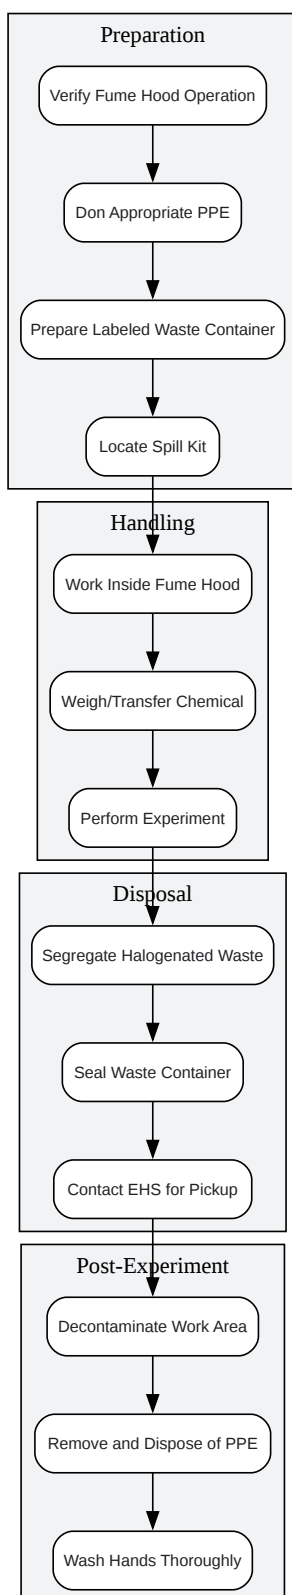 Preparation
Verify Fume Hood Operation
Don Appropriate PPE
Prepare Labeled Waste Container
Locate Spill Kit
Handling
Work Inside Fume Hood
Weigh/Transfer Chemical
Perform Experiment
Disposal
Segregate Halogenated Waste
Seal Waste Container
Contact EHS for Pickup
Post-Experiment
Decontaminate Work Area
Remove and Dispose of PPE
Wash Hands Thoroughly